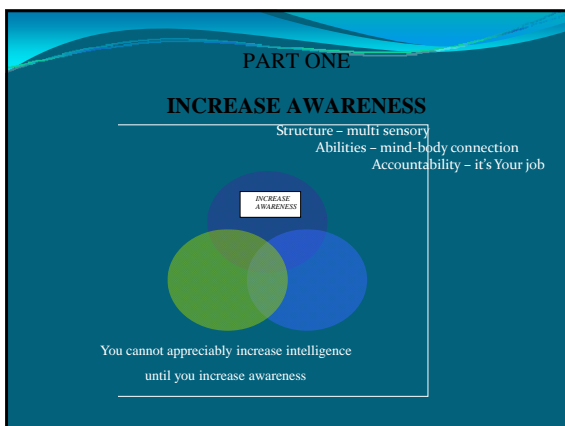 PART ONE
INCREASE AWARENESS
Structure – multi sensory
Abilities – mind-body connection
Accountability – it's Your job
INCREASE
AWARENESS
You cannot appreciably increase intelligence
until you increase awareness